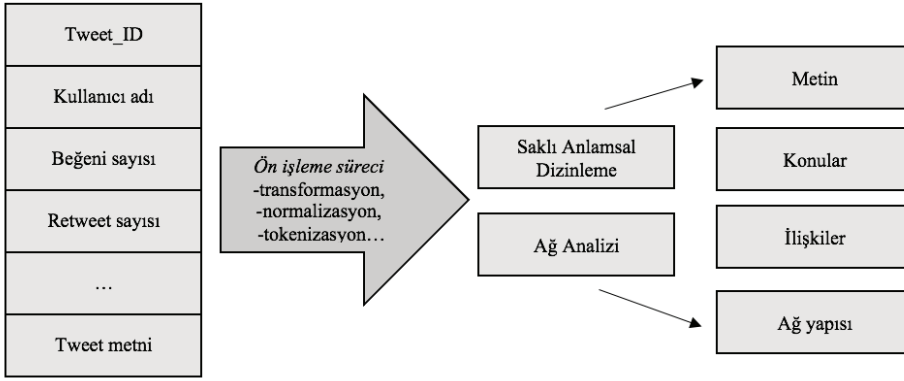 Tweet_ID
Kullanıcı adı
Beğeni sayısı
Retweet sayısı
…
Tweet metni
Ön işleme süreci
-transformasyon,
-normalizasyon,
-tokenizasyon…
Saklı Anlamsal
Dizinleme
Ağ Analizi
Metin
Konular
İlişkiler
Ağ yapısı